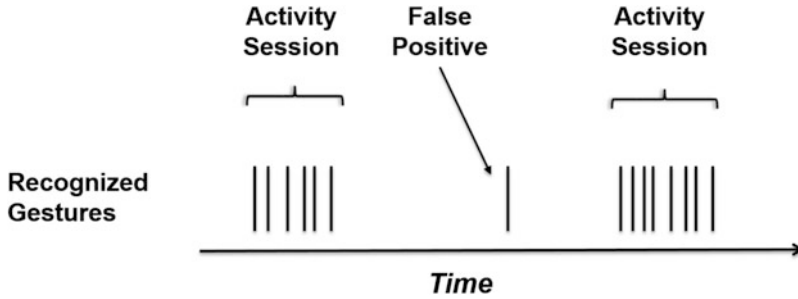 Activity
Session
False
Positive
Activity
Session
Recognized
Gestures
Time